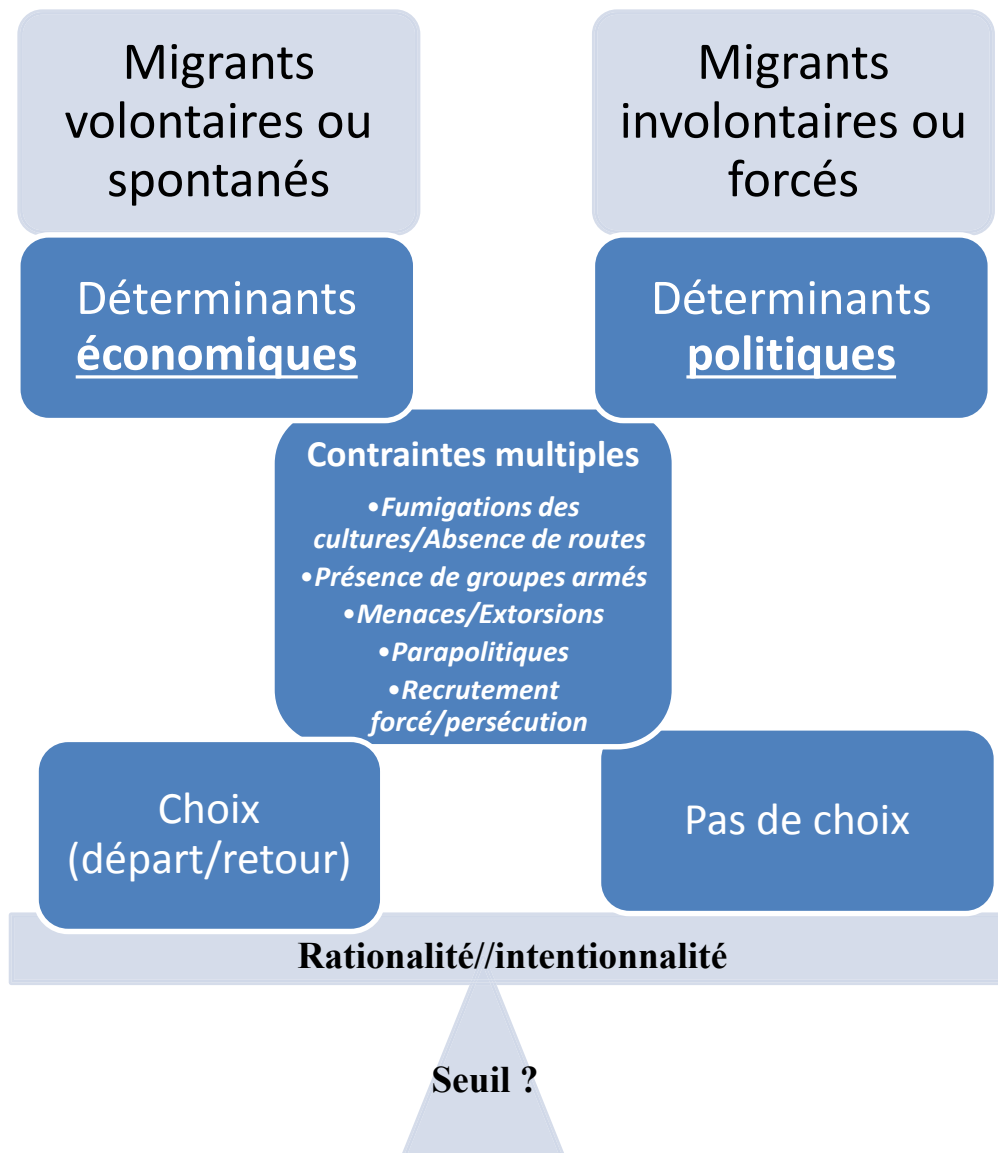 Migrants
volontaires ou
spontanés
Migrants
involontaires ou
forcés
Déterminants
économiques
Déterminants
politiques
Contraintes multiples
•Fumigations des
cultures/Absence de routes
•Présence de groupes armés
•Menaces/Extorsions
•Parapolitiques
•Recrutement
forcé/persécution
Choix
(départ/retour)
Pas de choix
Rationalité//intentionnalité
Seuil ?